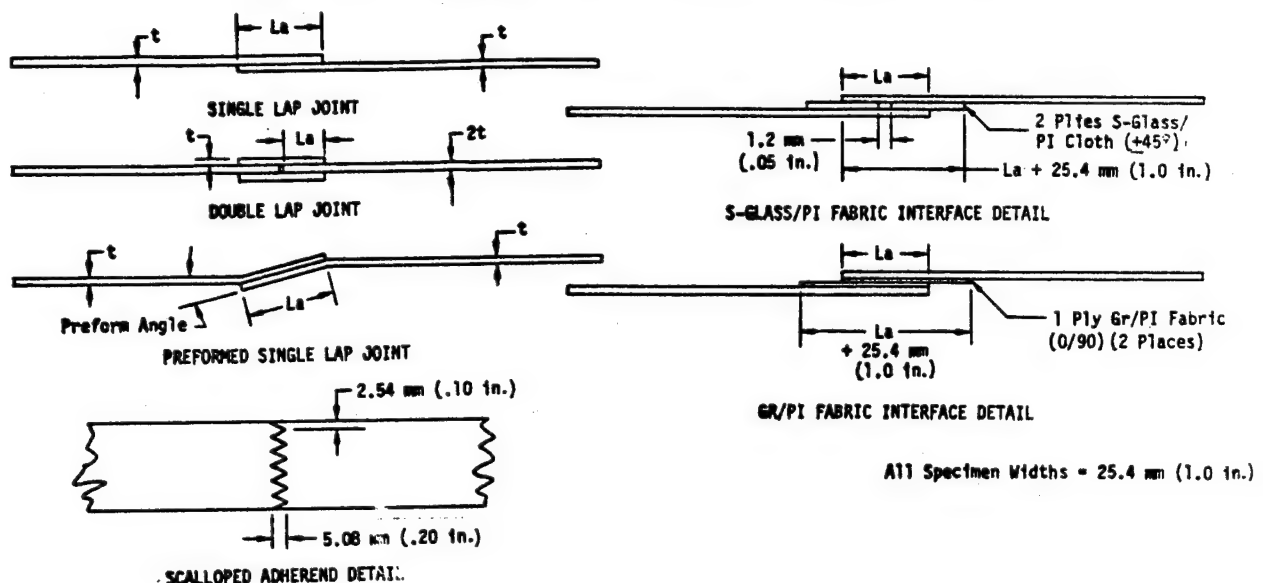 La
t
t
SINGLE LAP JOINT
La
t
2t
DOUBLE LAP JOINT
t
t
La
Preform Angle
PREFORMED SINGLE LAP JOINT
2.54 mm (.10 in.)
5.08 mm (.20 in.)
SCALLOPED ADHEREND DETAIL
La
2 Plies S-Glass/
PI Cloth (±45°)
1.2 mm
(.05 in.)
La + 25.4 mm (1.0 in.)
S-GLASS/PI FABRIC INTERFACE DETAIL
La
1 Ply Gr/PI Fabric
(0/90) (2 Places)
La
+ 25.4 mm
(1.0 in.)
GR/PI FABRIC INTERFACE DETAIL
All Specimen Widths = 25.4 mm (1.0 in.)